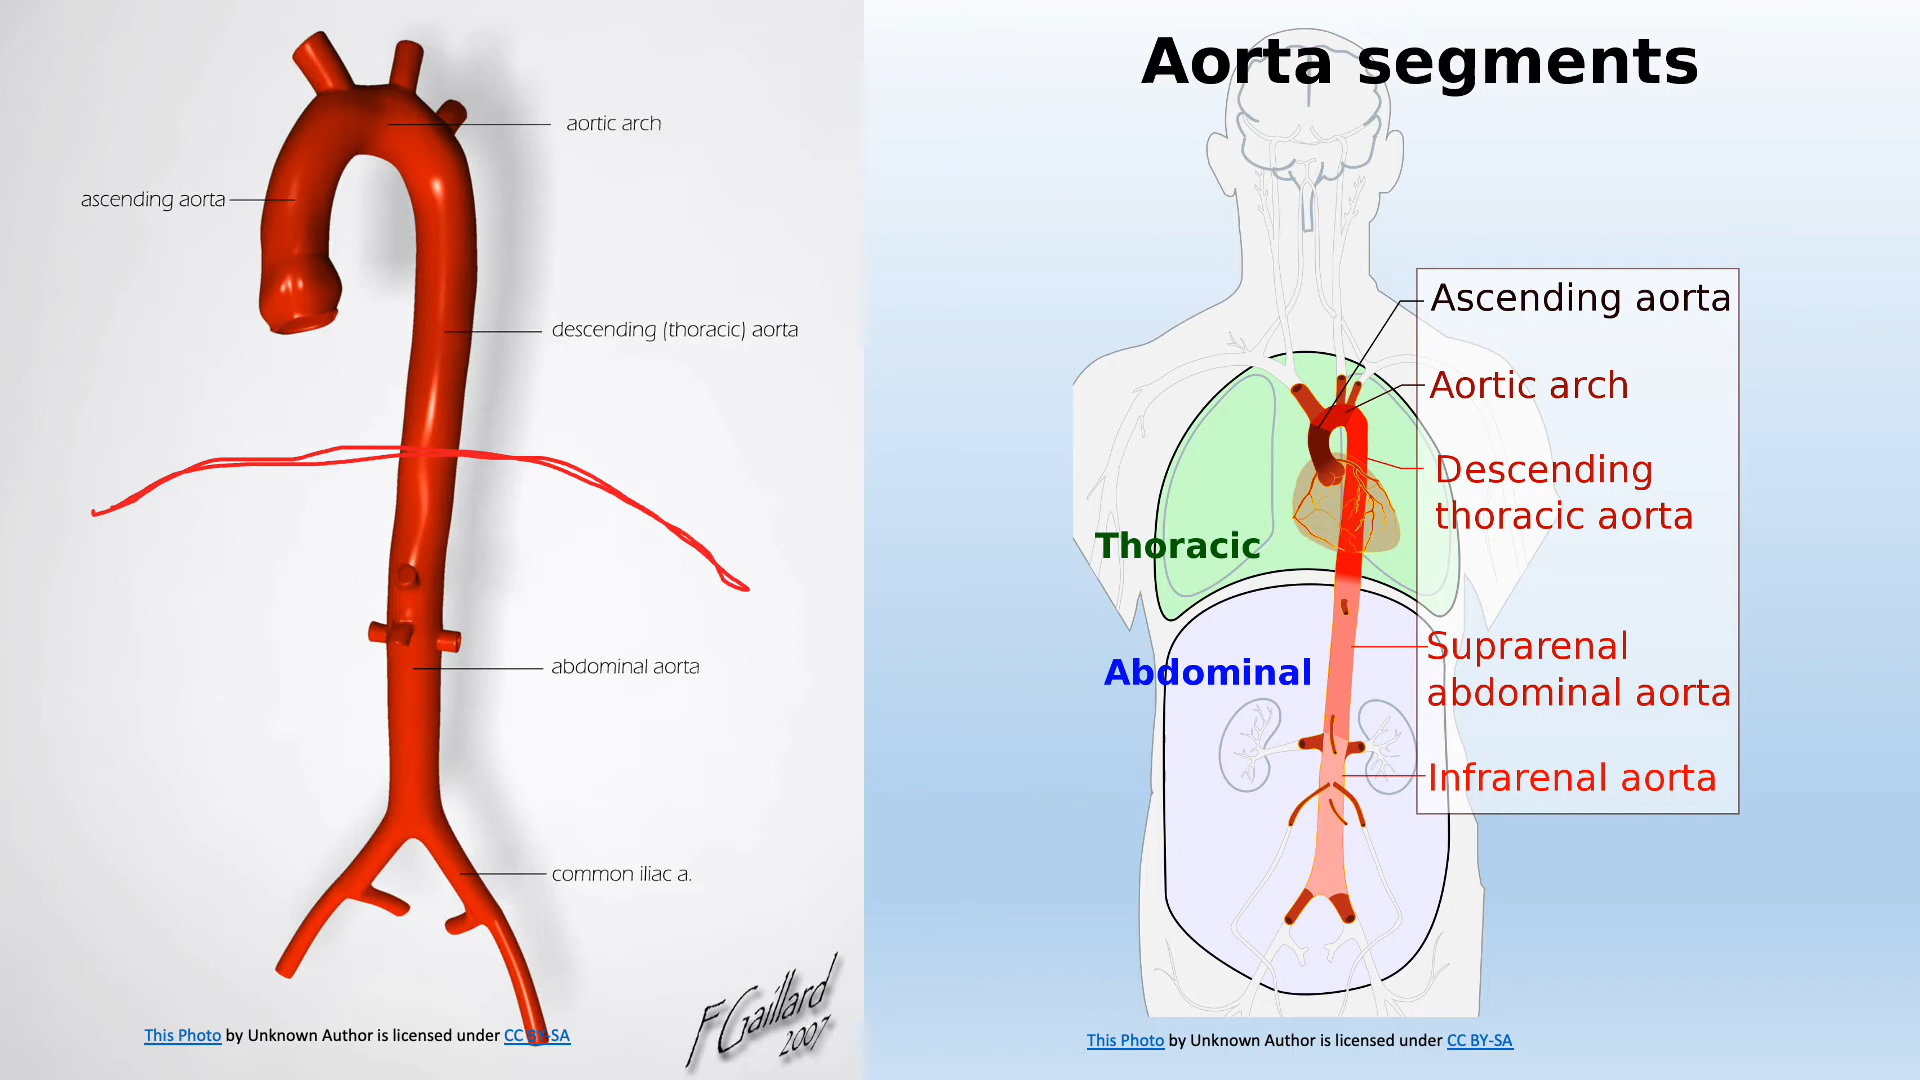 aortic arch
ascending aorta
descending (thoracic) aorta
abdominal aorta
common iliac a.
FGaillard
2007
This Photo by Unknown Author is licensed under CC BY-SA
Aorta segments
Ascending aorta
Aortic arch
Descending
thoracic aorta
Thoracic
Suprarenal
abdominal aorta
Abdominal
Infrarenal aorta
This Photo by Unknown Author is licensed under CC BY-SA